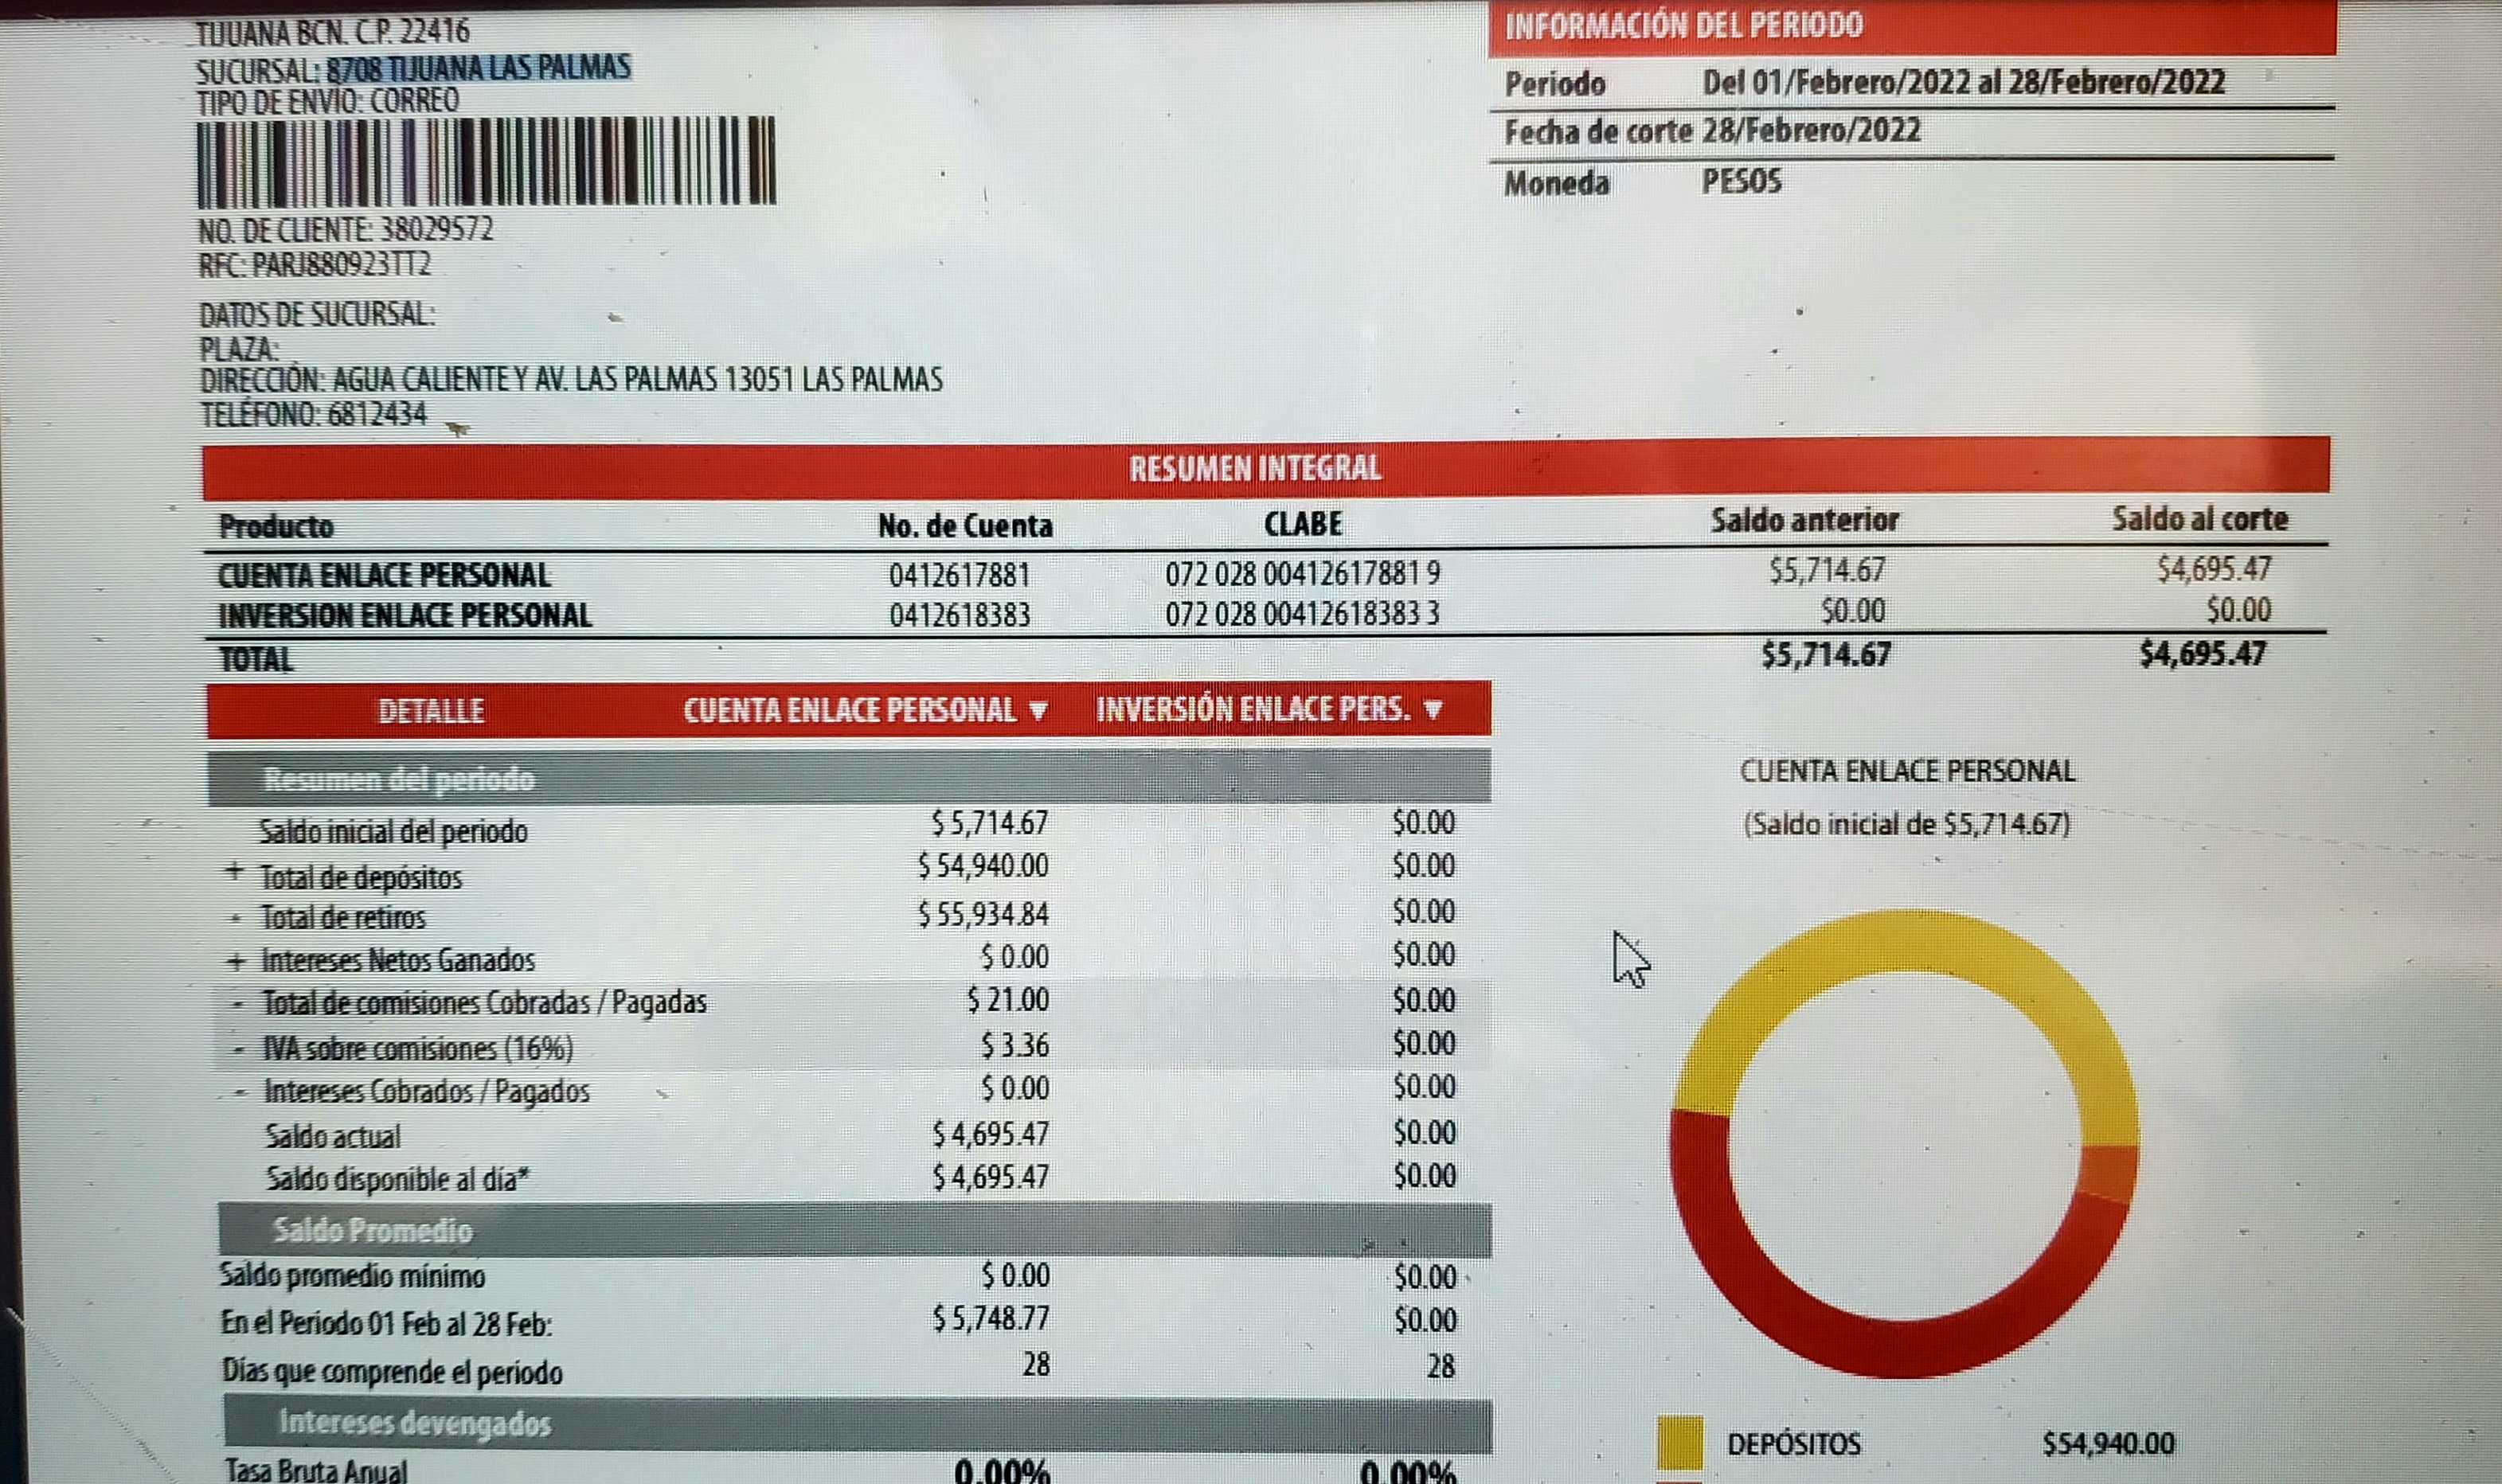 TIJUANA BCN. C.P. 22416
SUCURSAL: 8708 TIJUANA LAS PALMAS
TIPO DE ENVÍO: CORREO
NO. DE CLIENTE: 38029572
RFC: PARJ880923TT2
DATOS DE SUCURSAL:
PLAZA:
DIRECCIÓN: AGUA CALIENTE Y AV. LAS PALMAS 13051 LAS PALMAS
TELÉFONO: 6812434
INFORMACIÓN DEL PERIODO
Periodo Del 01/Febrero/2022 al 28/Febrero/2022
Fecha de corte 28/Febrero/2022
Moneda PESOS
RESUMEN INTEGRAL
Producto No. de Cuenta CLABE Saldo anterior Saldo al corte
CUENTA ENLACE PERSONAL 0412617881 072 028 00412617881 9 $5,714.67 $4,695.47
INVERSION ENLACE PERSONAL 0412618383 072 028 00412618383 3 $0.00 $0.00
TOTAL $5,714.67 $4,695.47
DETALLE CUENTA ENLACE PERSONAL ▼ INVERSIÓN ENLACE PERS. ▼
Resumen del periodo
Saldo inicial del periodo $ 5,714.67 $0.00
+ Total de depósitos $ 54,940.00 $0.00
- Total de retiros $ 55,934.84 $0.00
+ Intereses Netos Ganados $ 0.00 $0.00
- Total de comisiones Cobradas / Pagadas $ 21.00 $0.00
- IVA sobre comisiones (16%) $ 3.36 $0.00
- Intereses Cobrados / Pagados $ 0.00 $0.00
Saldo actual $ 4,695.47 $0.00
Saldo disponible al día* $ 4,695.47 $0.00
Saldo Promedio
Saldo promedio mínimo $ 0.00 $0.00
En el Periodo 01 Feb al 28 Feb: $ 5,748.77 $0.00
Días que comprende el periodo 28 28
Intereses devengados
Tasa Bruta Anual 0.00% 0.00%
CUENTA ENLACE PERSONAL
(Saldo inicial de $5,714.67)
DEPÓSITOS $54,940.00